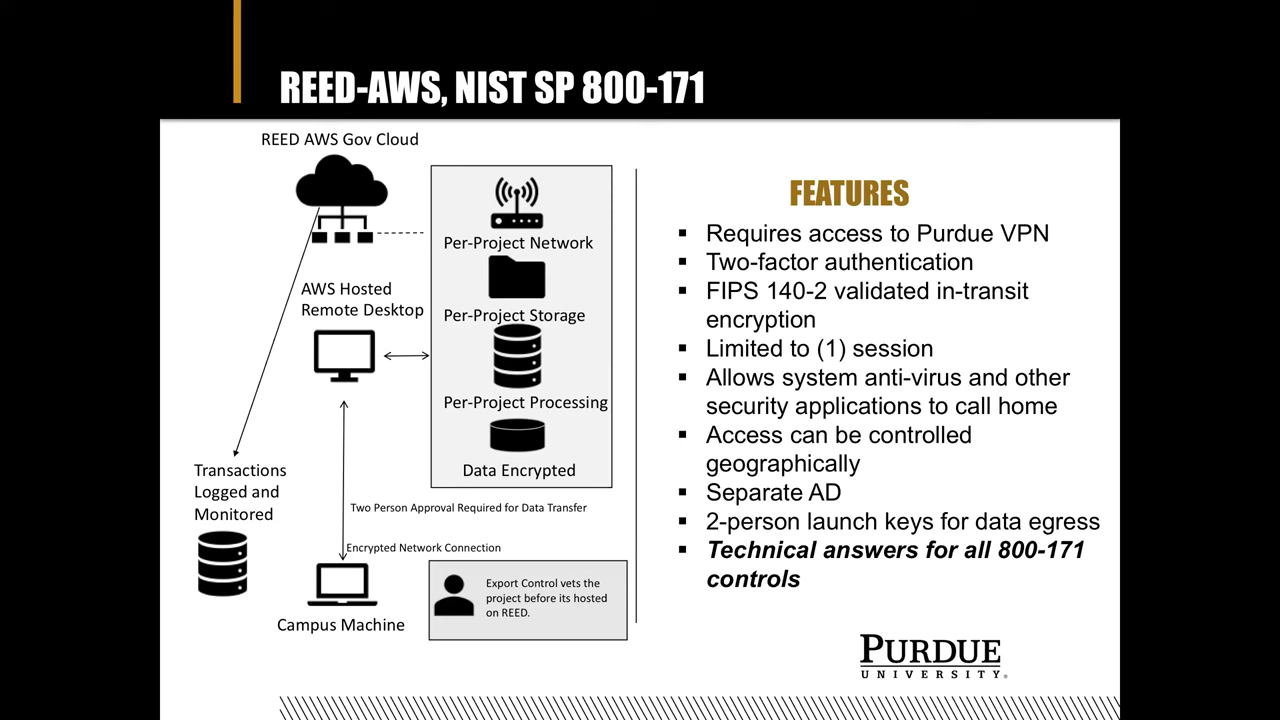 REED-AWS, NIST SP 800-171
REED AWS Gov Cloud
Per-Project Network
AWS Hosted
Remote Desktop
Per-Project Storage
Per-Project Processing
Data Encrypted
Transactions
Logged and
Monitored
Two Person Approval Required for Data Transfer
Encrypted Network Connection
Campus Machine
Export Control vets the
project before its hosted
on REED.
FEATURES
▪ Requires access to Purdue VPN
▪ Two-factor authentication
▪ FIPS 140-2 validated in-transit
encryption
▪ Limited to (1) session
▪ Allows system anti-virus and other
security applications to call home
▪ Access can be controlled
geographically
▪ Separate AD
▪ 2-person launch keys for data egress
▪ Technical answers for all 800-171
controls
PURDUE
UNIVERSITY®